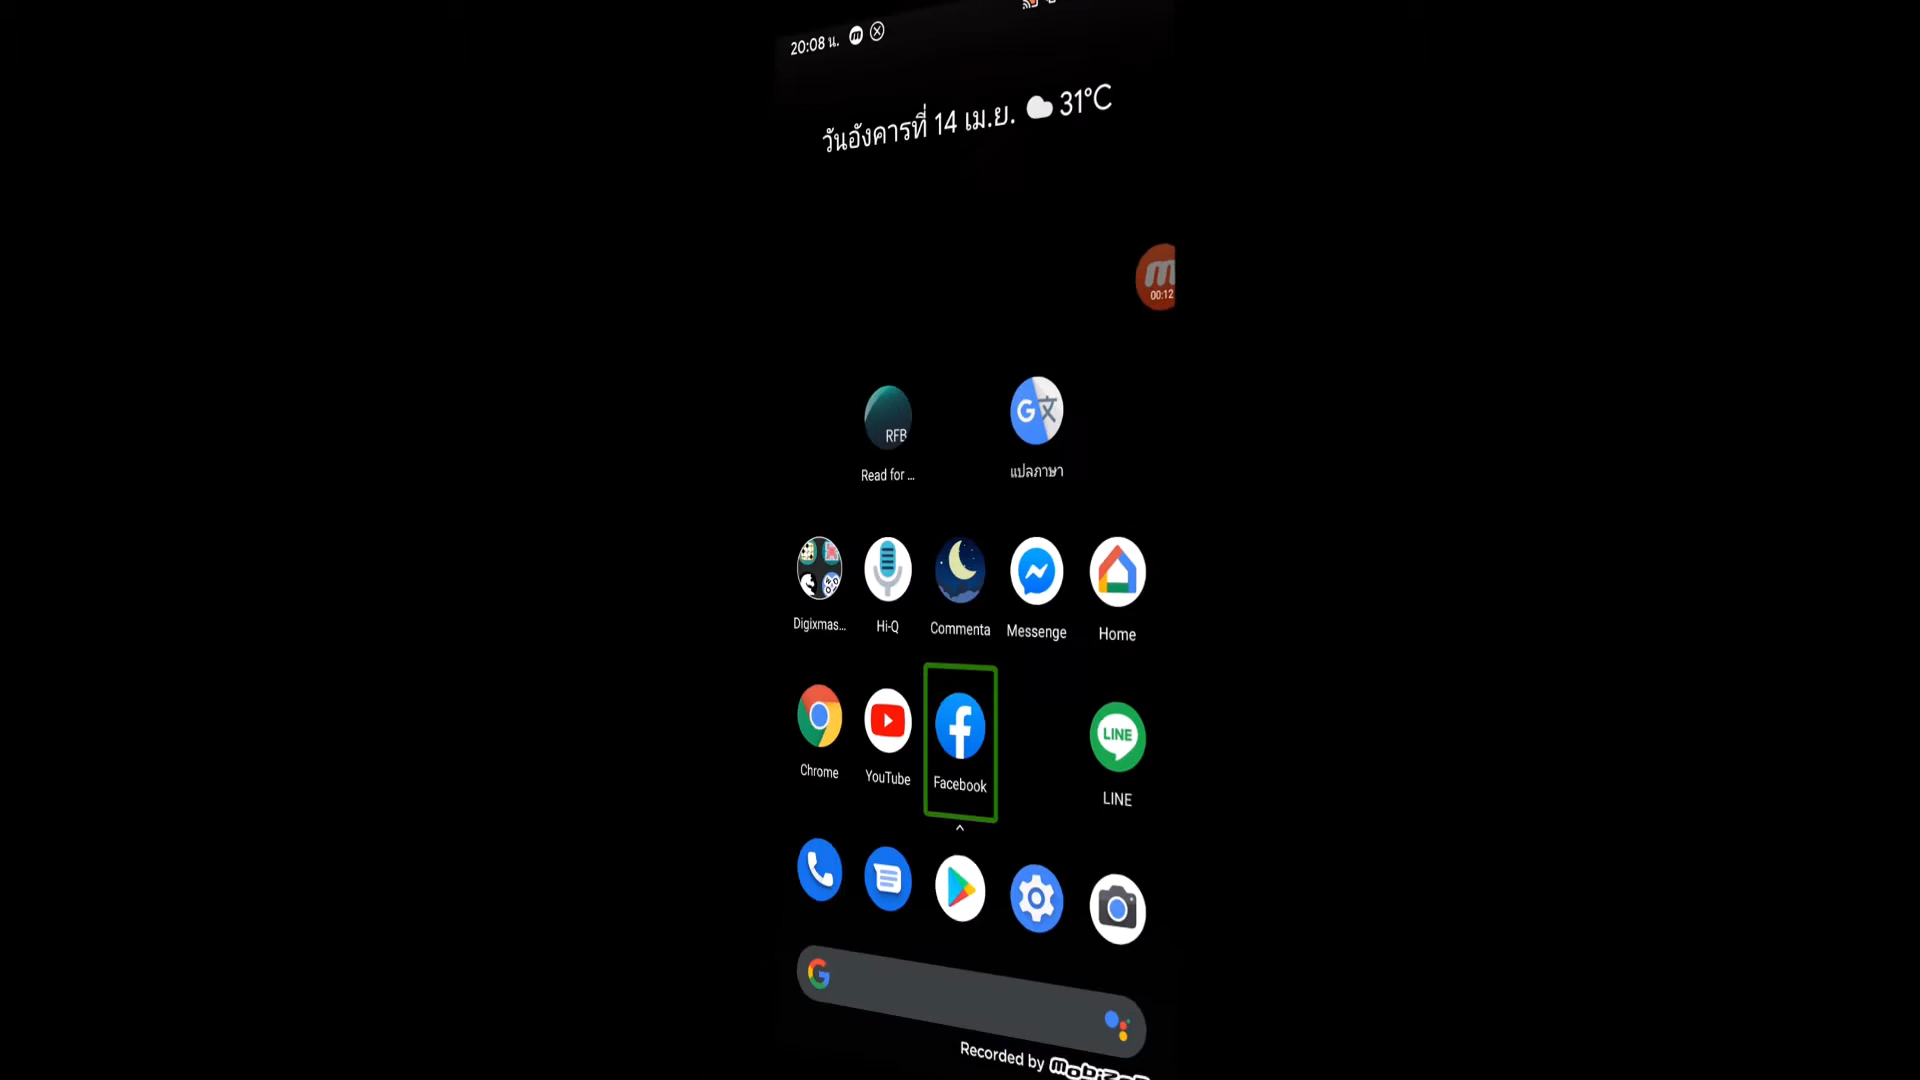 20:08 น.
วันอังคารที่ 14 เม.ย. 31°C
00:12
RFB
Read for ...
แปลภาษา
Digixmas...
Hi-Q
Commenta
Messenge
Home
Chrome
YouTube
Facebook
LINE
LINE
Recorded by